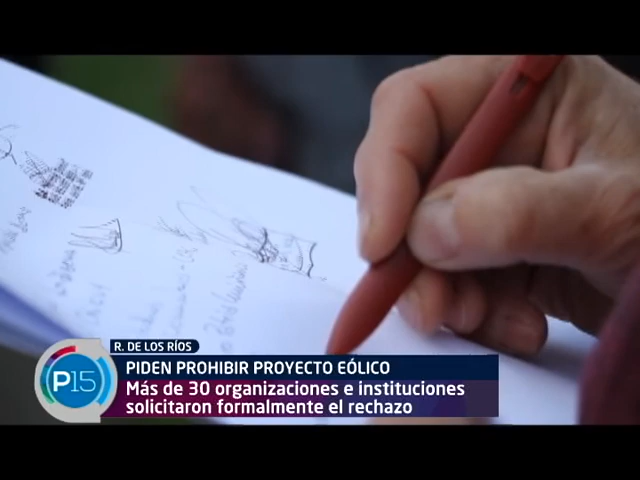 R. DE LOS RÍOS
P15
PIDEN PROHIBIR PROYECTO EÓLICO
Más de 30 organizaciones e instituciones
solicitaron formalmente el rechazo